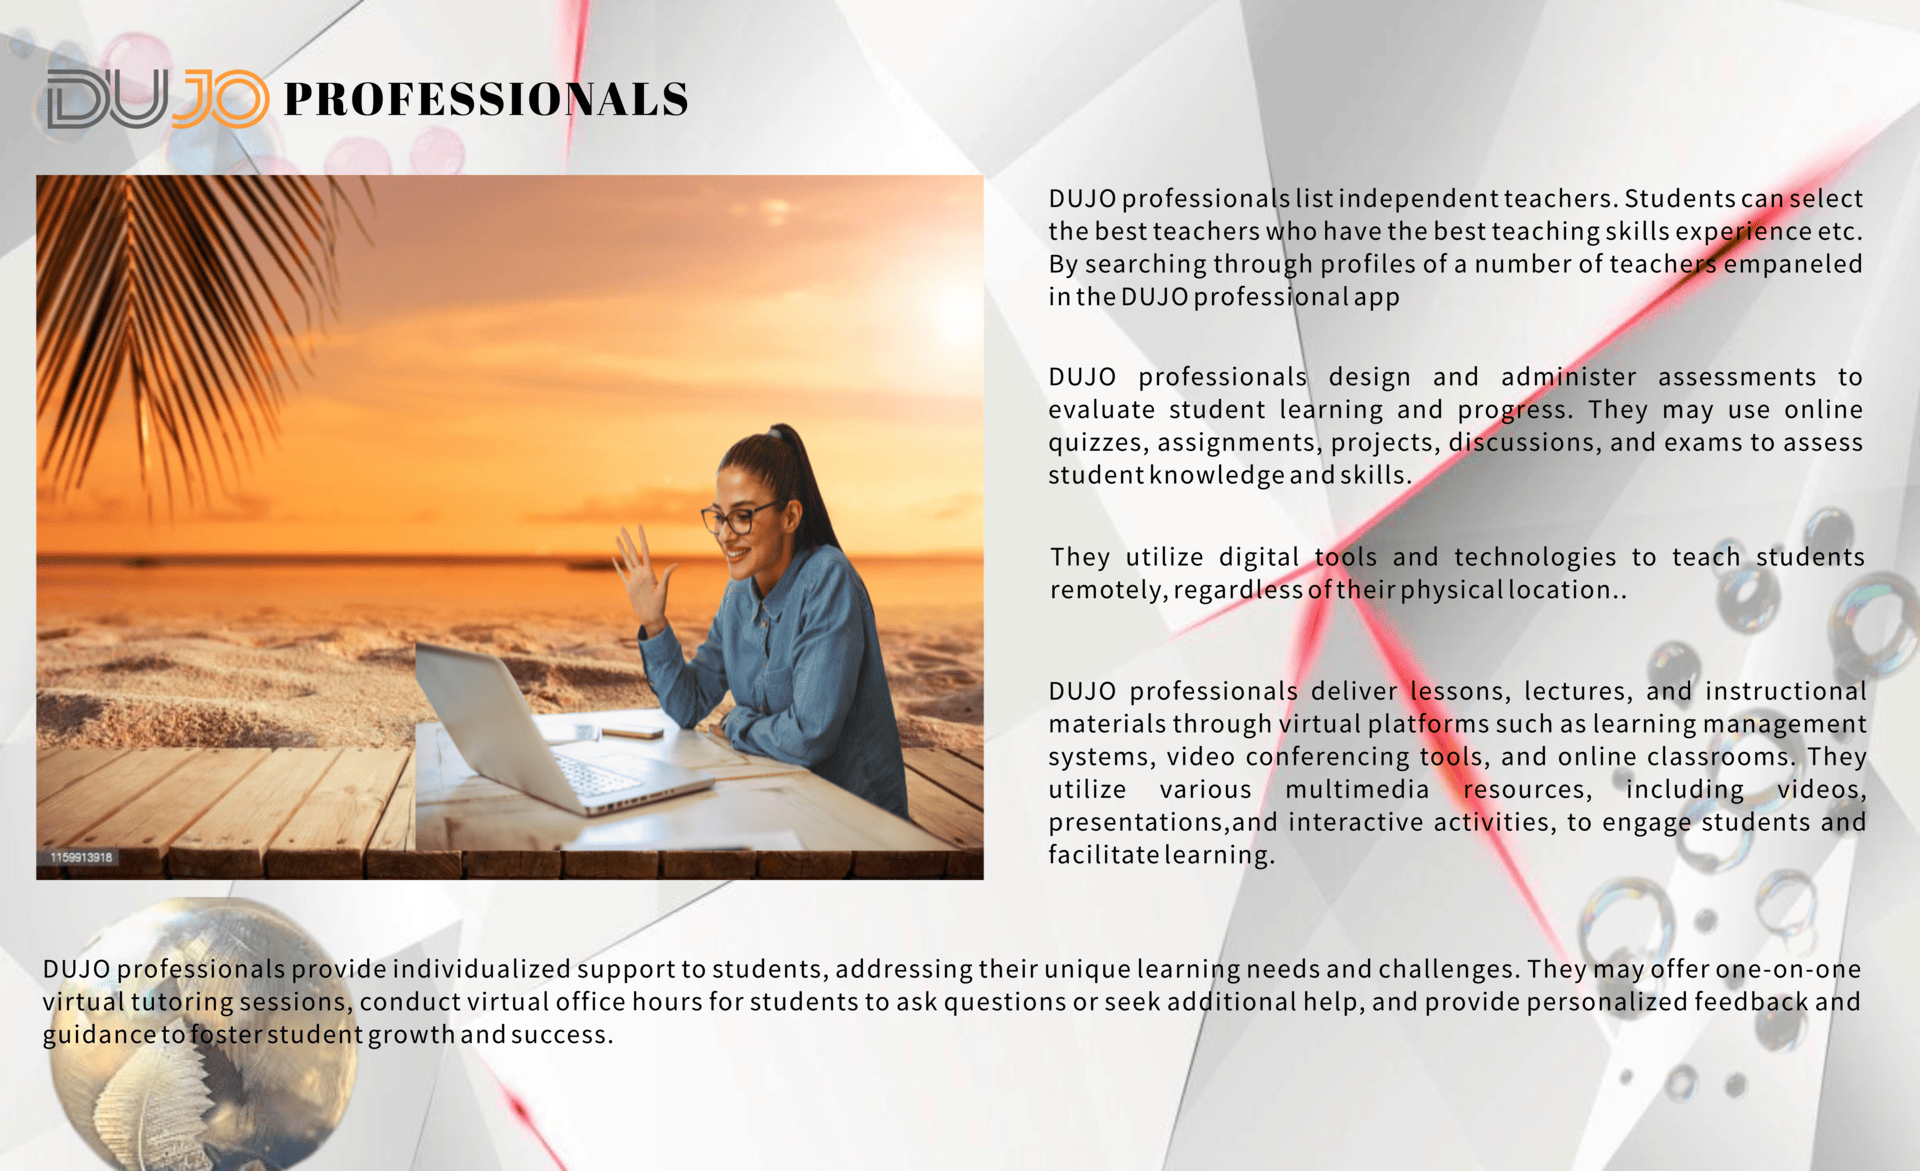 DUJO PROFESSIONALS
DUJO professionals list independent teachers. Students can select
the best teachers who have the best teaching skills experience etc.
By searching through profiles of a number of teachers empaneled
in the DUJO professional app
DUJO professionals design and administer assessments to
evaluate student learning and progress. They may use online
quizzes, assignments, projects, discussions, and exams to assess
student knowledge and skills.
They utilize digital tools and technologies to teach students
remotely, regardless of their physical location..
DUJO professionals deliver lessons, lectures, and instructional
materials through virtual platforms such as learning management
systems, video conferencing tools, and online classrooms. They
utilize various multimedia resources, including videos,
presentations,and interactive activities, to engage students and
facilitate learning.
1159913918
DUJO professionals provide individualized support to students, addressing their unique learning needs and challenges. They may offer one-on-one
virtual tutoring sessions, conduct virtual office hours for students to ask questions or seek additional help, and provide personalized feedback and
guidance to foster student growth and success.